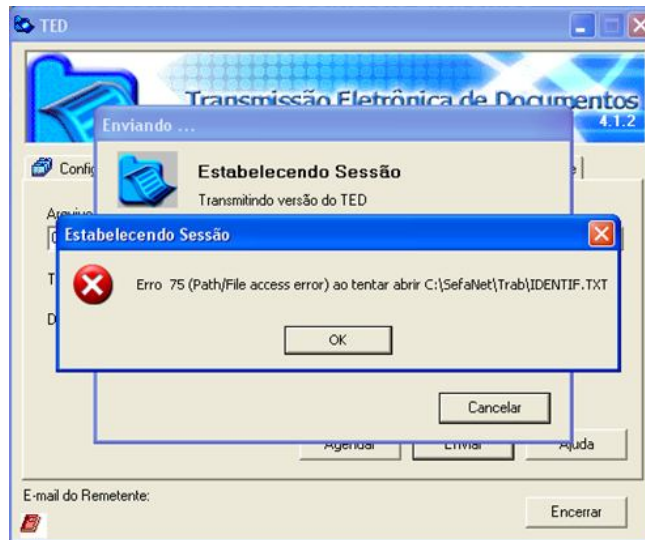 TED
Transmissão Eletrônica de Documentos
4.1.2
Enviando ...
Estabelecendo Sessão
Transmitindo versão do TED
Estabelecendo Sessão
Erro 75 (Path/File access error) ao tentar abrir C:\SefaNet\Trab\IDENTIF.TXT
OK
Cancelar
Agendar Enviar Ajuda
E-mail do Remetente:
Encerrar